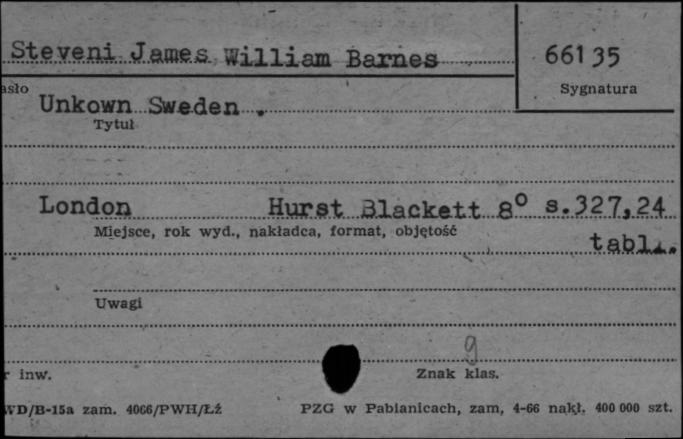 Steveni James William Barnes
66135
asło
Sygnatura
Unkown Sweden .
Tytuł
London Hurst Blackett 8° s.327,24
Miejsce, rok wyd., nakładca, format, objętość
tabl.
Uwagi
9
r inw.
Znak klas.
WD/B-15a zam. 4066/PWH/Łź PZG w Pabianicach, zam, 4-66 nakł. 400 000 szt.